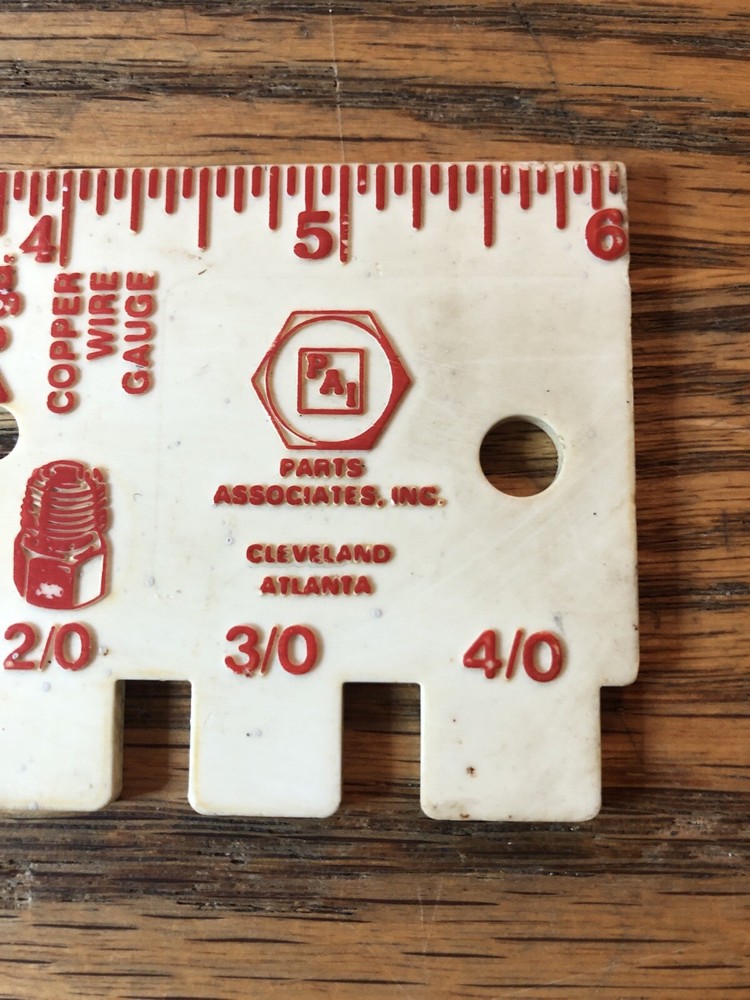 4 5 6
COPPER
WIRE
GAUGE
PAI
PARTS
ASSOCIATES, INC.
CLEVELAND
ATLANTA
2/0 3/0 4/0